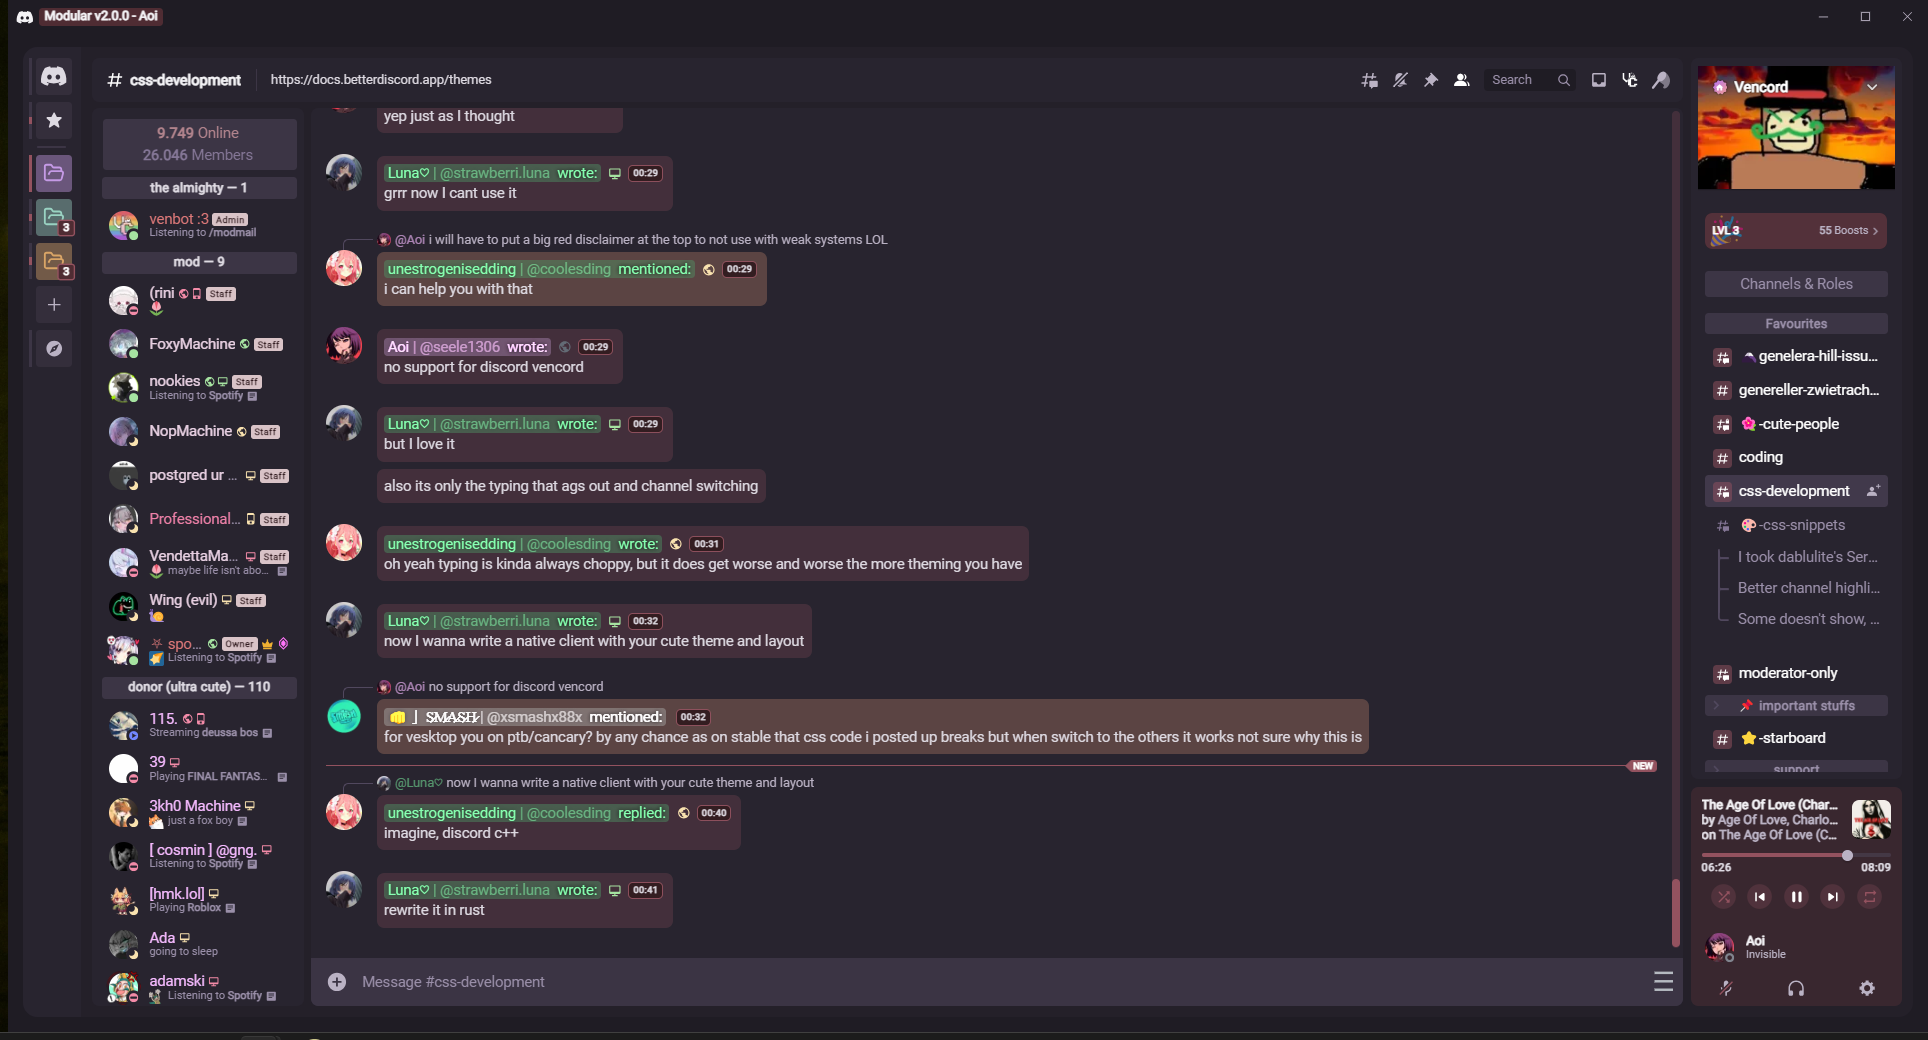 Modular v2.0.0 - Aoi
css-development
https://docs.betterdiscord.app/themes
Search
3
3
9.749 Online
26.046 Members
the almighty — 1
venbot :3 Admin
Listening to /modmail
mod — 9
(rini Staff
FoxyMachine Staff
nookies Staff
Listening to Spotify
NopMachine Staff
postgred ur ... Staff
Professional... Staff
VendettaMa... Staff
maybe life isn't abo...
Wing (evil) Staff
spo... Owner
Listening to Spotify
donor (ultra cute) — 110
115.
Streaming deussa bos
39
Playing FINAL FANTAS...
3kh0 Machine
just a fox boy
[ cosmin ] @gng.
Listening to Spotify
[hmk.lol]
Playing Roblox
Ada
going to sleep
adamski
Listening to Spotify
yep just as I thought
Luna♡ | @strawberri.luna wrote: 00:29
grrr now I cant use it
@Aoi i will have to put a big red disclaimer at the top to not use with weak systems LOL
unestrogenisedding | @coolesding mentioned: 00:29
i can help you with that
Aoi | @seele1306 wrote: 00:29
no support for discord vencord
Luna♡ | @strawberri.luna wrote: 00:29
but I love it
also its only the typing that ags out and channel switching
unestrogenisedding | @coolesding wrote: 00:31
oh yeah typing is kinda always choppy, but it does get worse and worse the more theming you have
Luna♡ | @strawberri.luna wrote: 00:32
now I wanna write a native client with your cute theme and layout
@Aoi no support for discord vencord
SMASH | @xsmashx88x mentioned: 00:32
for vesktop you on ptb/cancary? by any chance as on stable that css code i posted up breaks but when switch to the others it works not sure why this is
NEW
@Luna♡ now I wanna write a native client with your cute theme and layout
unestrogenisedding | @coolesding replied: 00:40
imagine, discord c++
Luna♡ | @strawberri.luna wrote: 00:41
rewrite it in rust
Message #css-development
Vencord
LVL 3
55 Boosts
Channels & Roles
Favourites
genelera-hill-issu...
genereller-zwietrach...
-cute-people
coding
css-development
-css-snippets
I took dablulite's Ser...
Better channel highli...
Some doesn't show, ...
moderator-only
important stuffs
-starboard
support
The Age Of Love (Char...
by Age Of Love, Charlo...
on The Age Of Love (C...
06:26 08:09
Aoi
Invisible